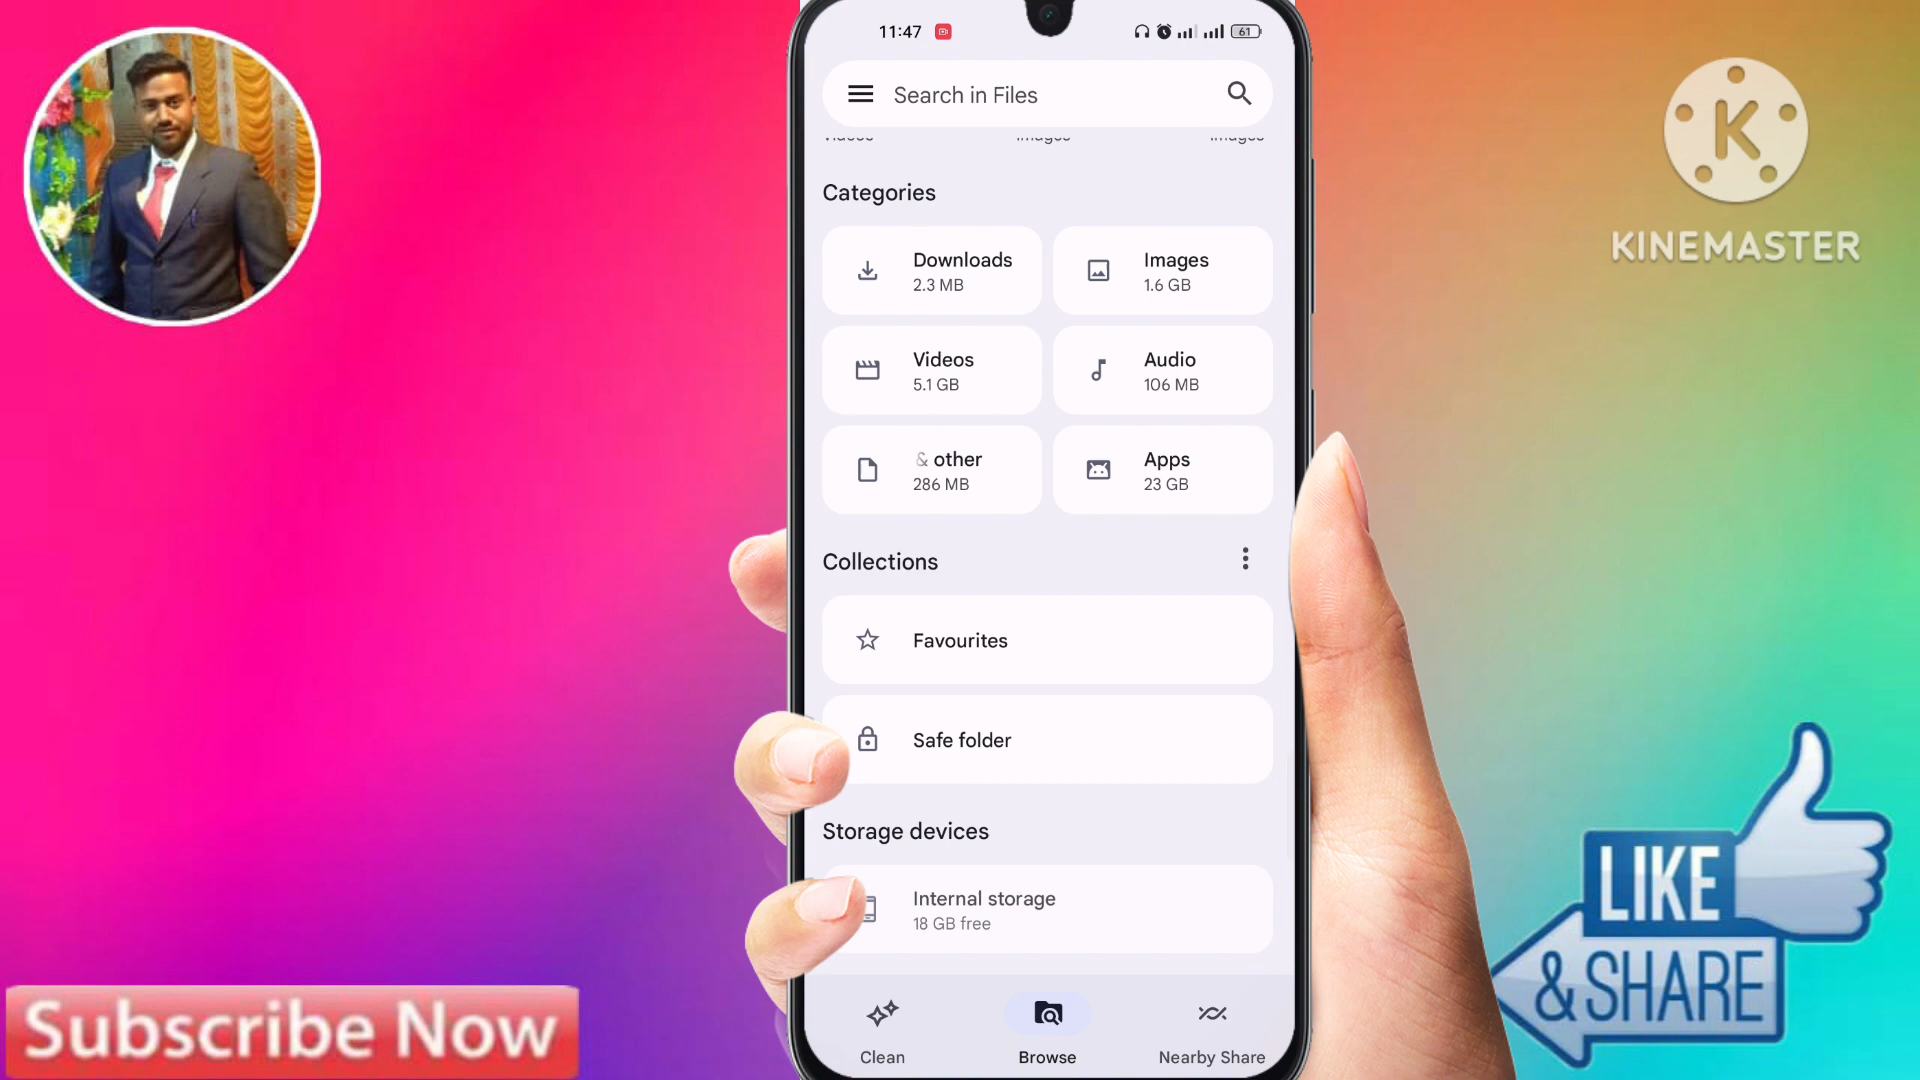 11:47
61
Search in Files
Videos
Images
Images
Categories
Downloads
2.3 MB
Images
1.6 GB
Videos
5.1 GB
Audio
106 MB
& other
286 MB
Apps
23 GB
Collections
Favourites
Safe folder
Storage devices
Internal storage
18 GB free
Clean
Browse
Nearby Share
K
KINEMASTER
LIKE
& SHARE
Subscribe Now